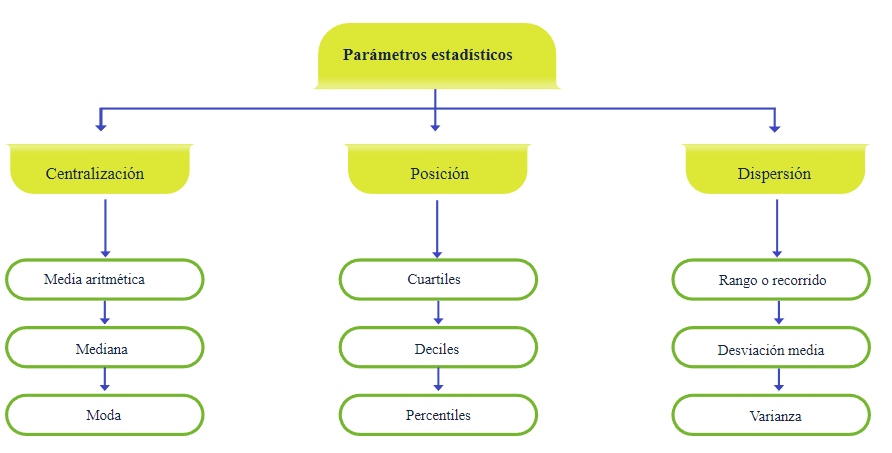 Parámetros estadísticos
Centralización
Posición
Dispersión
Media aritmética
Cuartiles
Rango o recorrido
Mediana
Deciles
Desviación media
Moda
Percentiles
Varianza